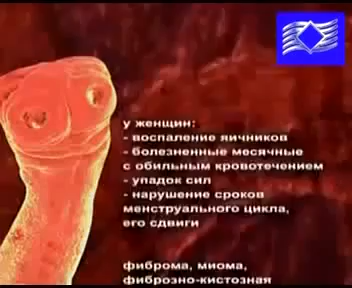 у женщин:
- воспаление яичников
- болезненные месячные
с обильным кровотечением
- упадок сил
- нарушение сроков
менструального цикла,
его сдвиги
фиброма, миома,
фиброзно-кистозная